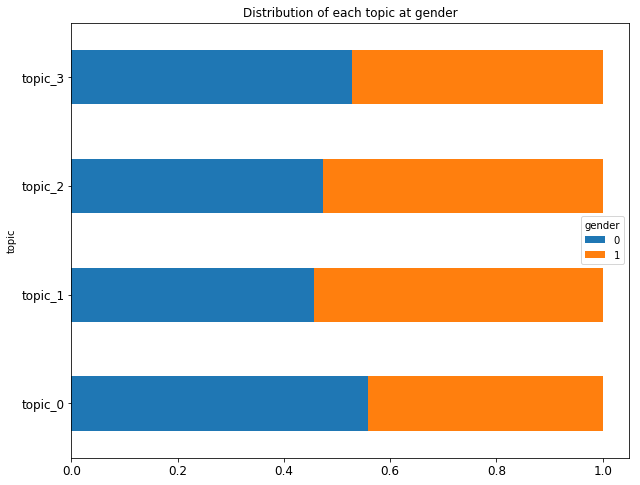 Distribution of each topic at gender
topic_3
topic_2
topic_1
topic_0
topic
gender
0
1
0.0 0.2 0.4 0.6 0.8 1.0